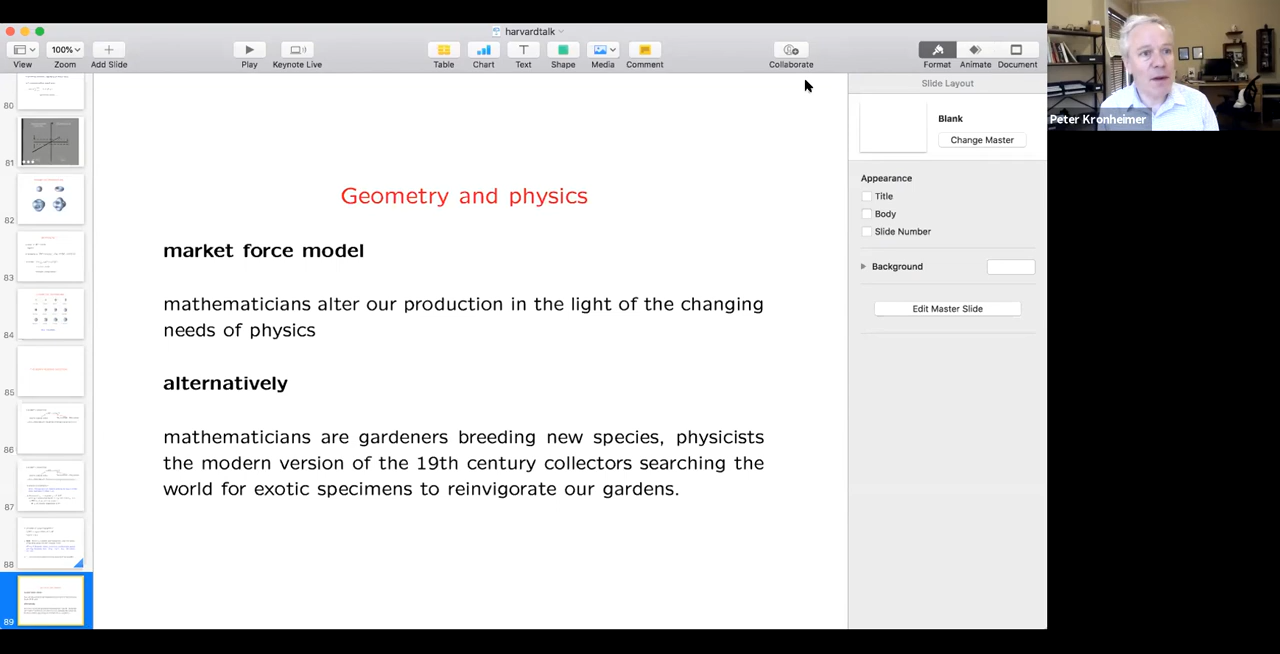 harvardtalk
100%
View
Zoom
Add Slide
Play
Keynote Live
Table
Chart
Text
Shape
Media
Comment
Collaborate
Format
Animate
Document
Peter Kronheimer
80
81
82
83
84
85
86
87
88
89
Geometry and physics
market force model
mathematicians alter our production in the light of the changing
needs of physics
alternatively
mathematicians are gardeners breeding new species, physicists
the modern version of the 19th century collectors searching the
world for exotic specimens to reinvigorate our gardens.
Slide Layout
Blank
Change Master
Appearance
Title
Body
Slide Number
Background
Edit Master Slide